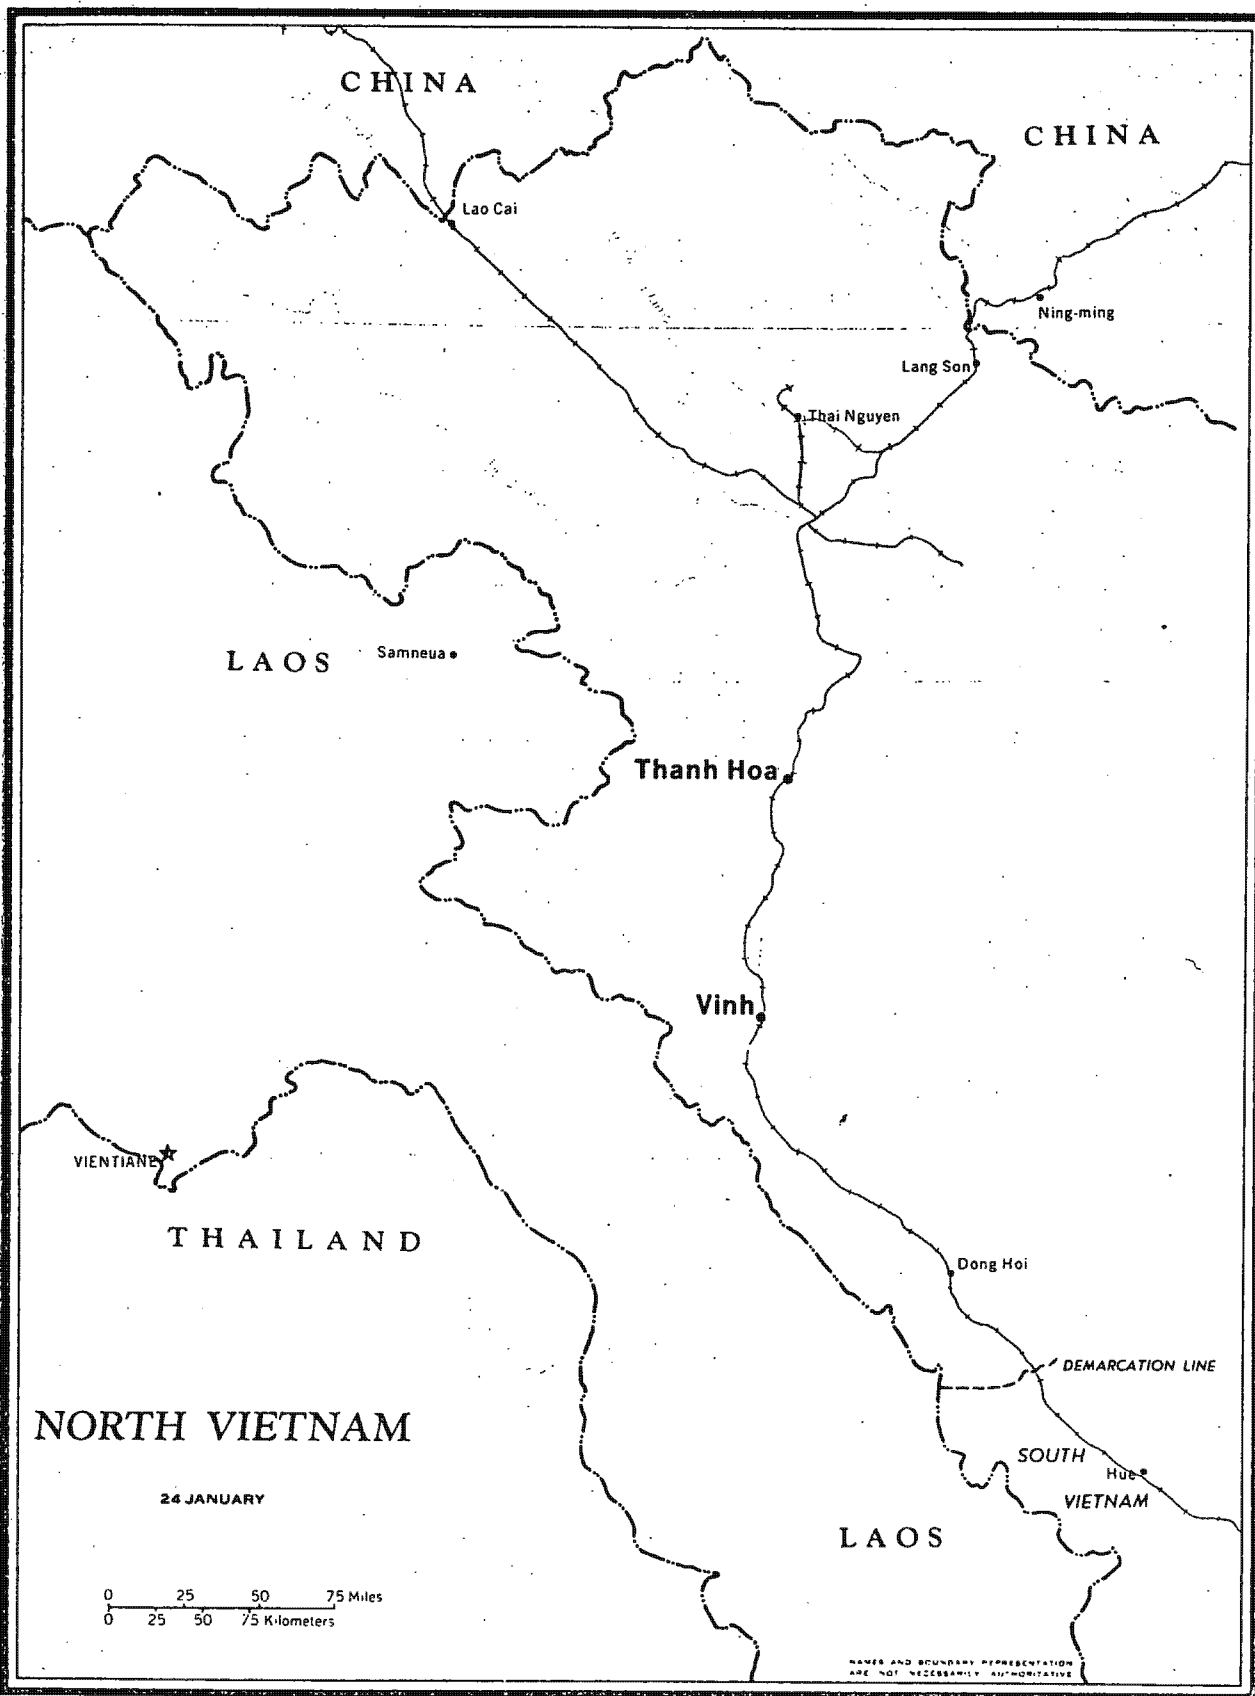 CHINA
CHINA
Lao Cai
Ning-ming
Lang Son
Thai Nguyen
LAOS
Samneua
Thanh Hoa
Vinh
VIENTIANE
THAILAND
Dong Hoi
DEMARCATION LINE
NORTH VIETNAM
SOUTH
Hue
VIETNAM
24 JANUARY
LAOS
0 25 50 75 Miles
0 25 50 75 Kilometers
NAMES AND BOUNDARY REPRESENTATION
ARE NOT NECESSARILY AUTHORITATIVE